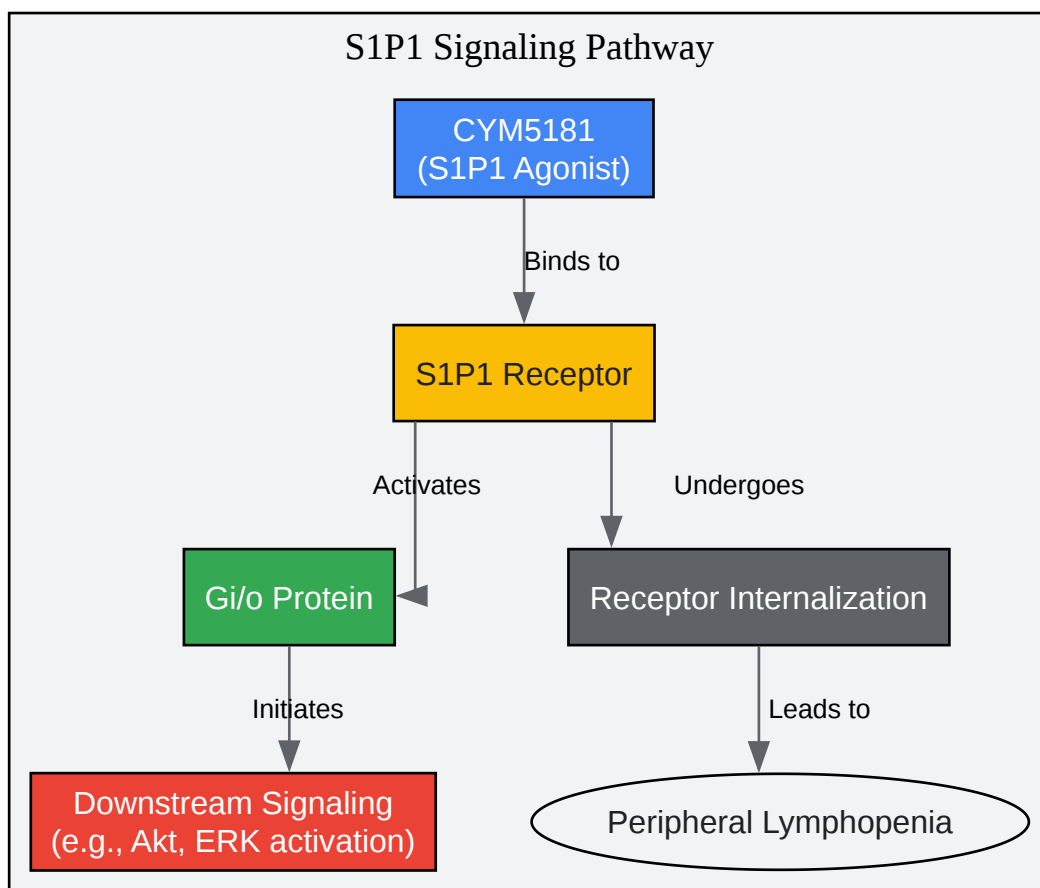 S1P1 Signaling Pathway
CYM5181
(S1P1 Agonist)
Binds to
S1P1 Receptor
Activates
Undergoes
Gi/o Protein
Receptor Internalization
Initiates
Leads to
Downstream Signaling
(e.g., Akt, ERK activation)
Peripheral Lymphopenia